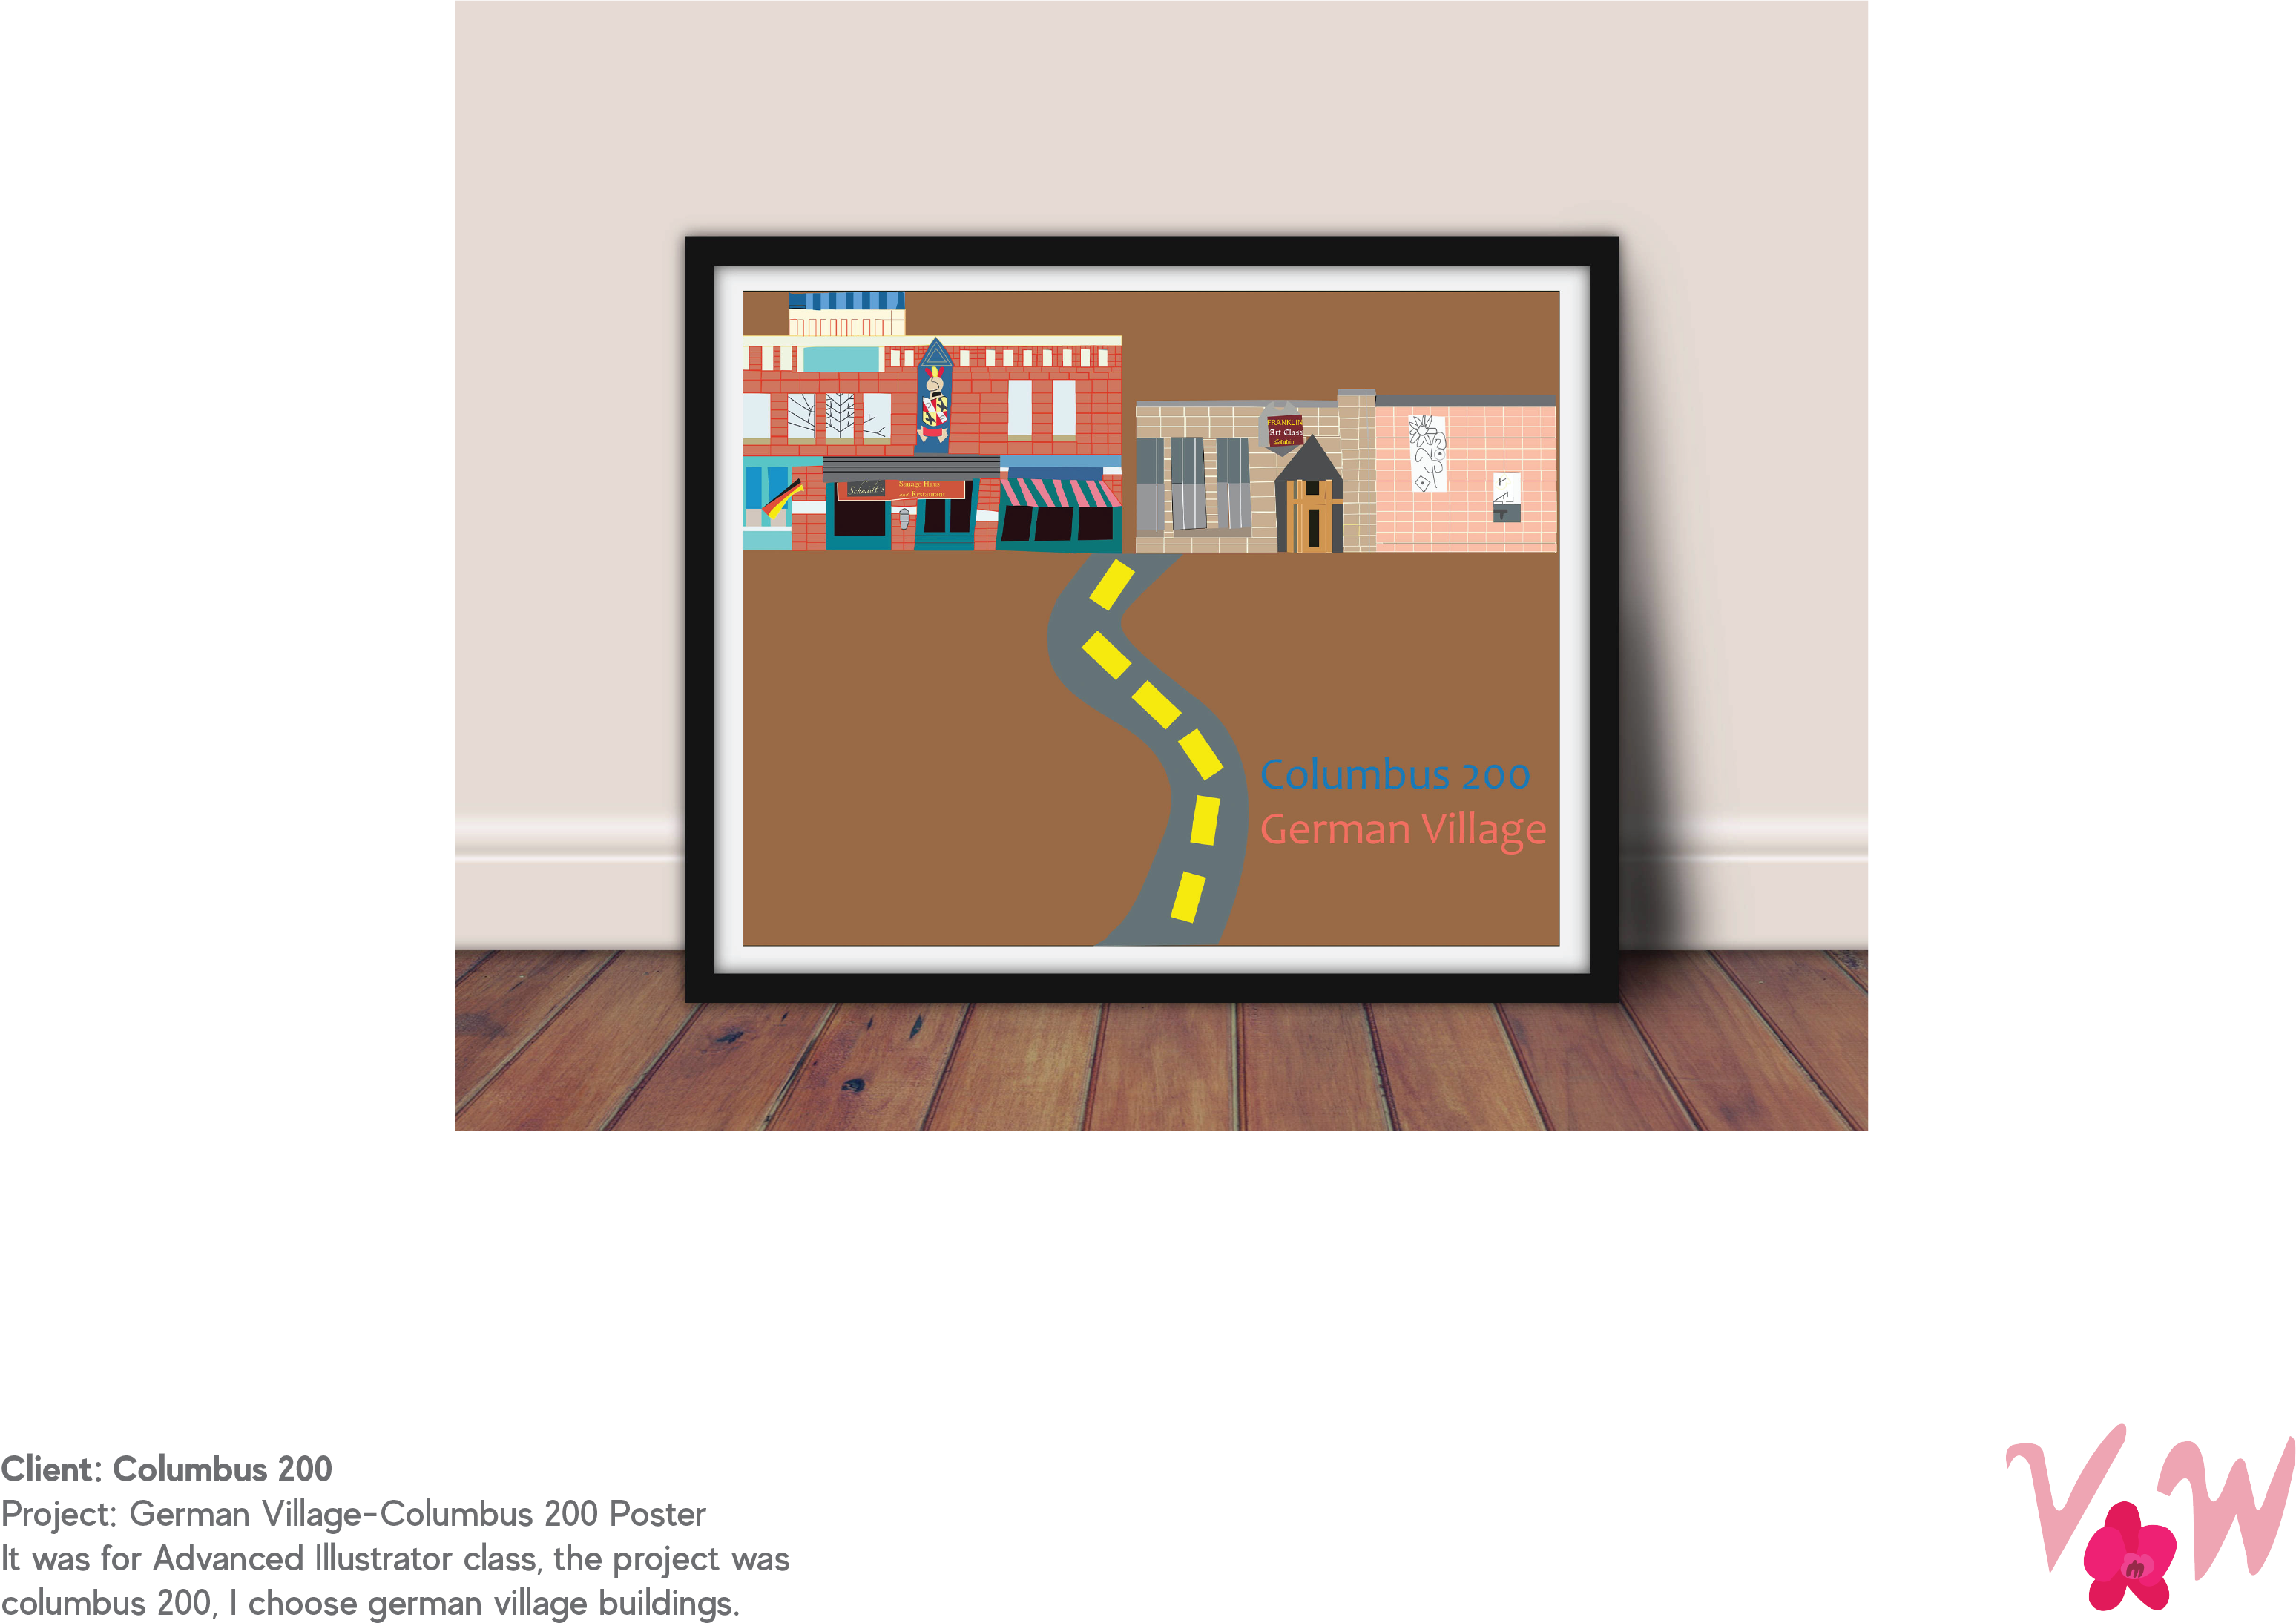 FRANKLIN
Art Class
Studio
Schmidt's
Sausage Haus
and Restaurant
Columbus 200
German Village
Client: Columbus 200
Project: German Village-Columbus 200 Poster
It was for Advanced Illustrator class, the project was
columbus 200, I choose german village buildings.
V W